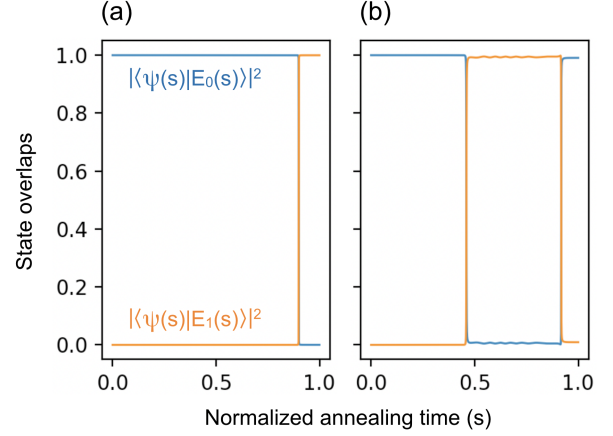 (a)
(b)
1.0
0.8
0.6
0.4
0.2
0.0
State overlaps
|⟨ψ(s)|E₀(s)⟩|²
|⟨ψ(s)|E₁(s)⟩|²
0.0 0.5 1.0
0.0 0.5 1.0
Normalized annealing time (s)